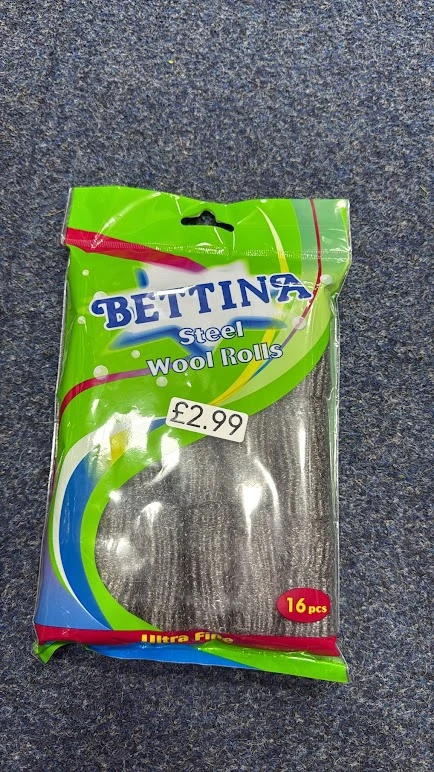 BETTINA
Steel
Wool Rolls
£2.99
16 pcs
Ultra Fine